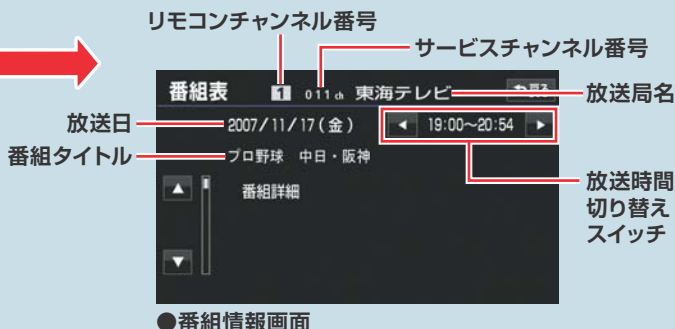 リモコンチャンネル番号
サービスチャンネル番号
番組表 1 011ch 東海テレビ 戻る
放送局名
放送日
2007/11/17(金) ◀ 19:00~20:54 ▶
番組タイトル
プロ野球 中日・阪神
番組詳細
放送時間
切り替え
スイッチ
●番組情報画面